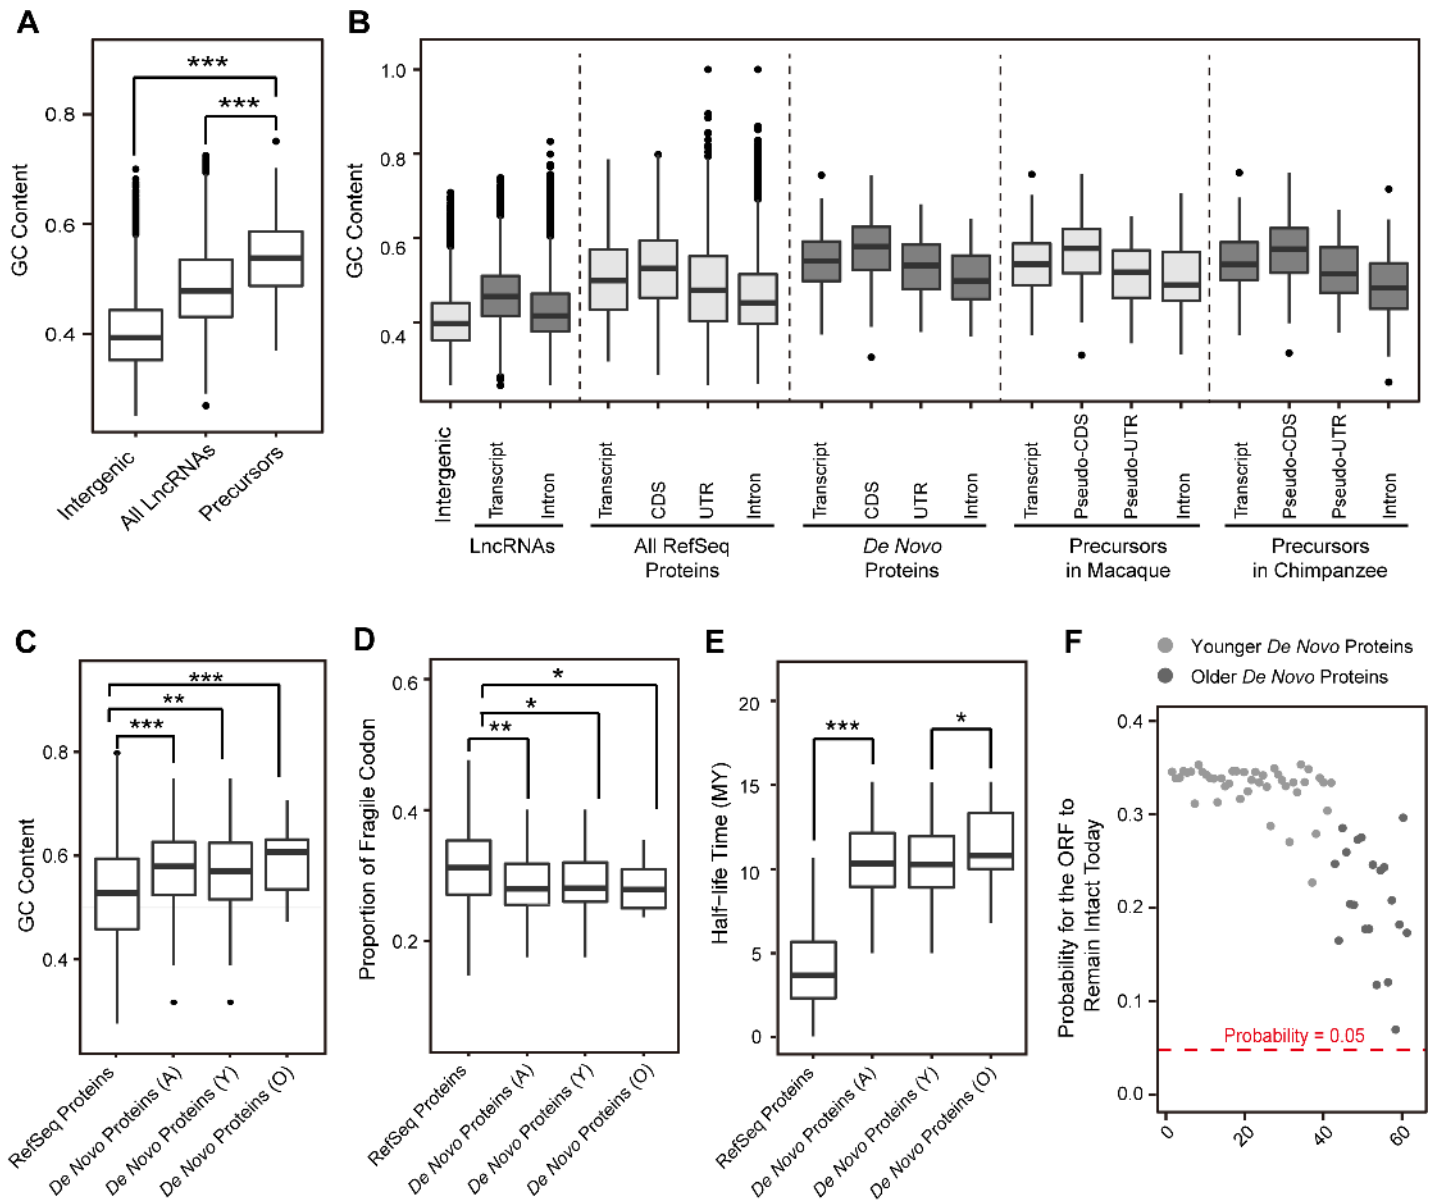 A
GC Content
0.8
0.6
0.4
***
***
Intergenic
All LncRNAs
Precursors
B
GC Content
1.0
0.8
0.6
0.4
Intergenic
Transcript
Intron
LncRNAs
Transcript
CDS
UTR
Intron
All RefSeq
Proteins
Transcript
CDS
UTR
Intron
De Novo
Proteins
Transcript
Pseudo-CDS
Pseudo-UTR
Intron
Precursors
in Macaque
Transcript
Pseudo-CDS
Pseudo-UTR
Intron
Precursors
in Chimpanzee
C
GC Content
0.8
0.6
0.4
***
**
***
RefSeq Proteins
De Novo Proteins (A)
De Novo Proteins (Y)
De Novo Proteins (O)
D
Proportion of Fragile Codon
0.6
0.4
0.2
*
*
**
RefSeq Proteins
De Novo Proteins (A)
De Novo Proteins (Y)
De Novo Proteins (O)
E
Half-life Time (MY)
20
15
10
5
0
***
*
RefSeq Proteins
De Novo Proteins (A)
De Novo Proteins (Y)
De Novo Proteins (O)
F
Younger De Novo Proteins
Older De Novo Proteins
Probability for the ORF to
Remain Intact Today
0.4
0.3
0.2
0.1
0.0
Probability = 0.05
0
20
40
60